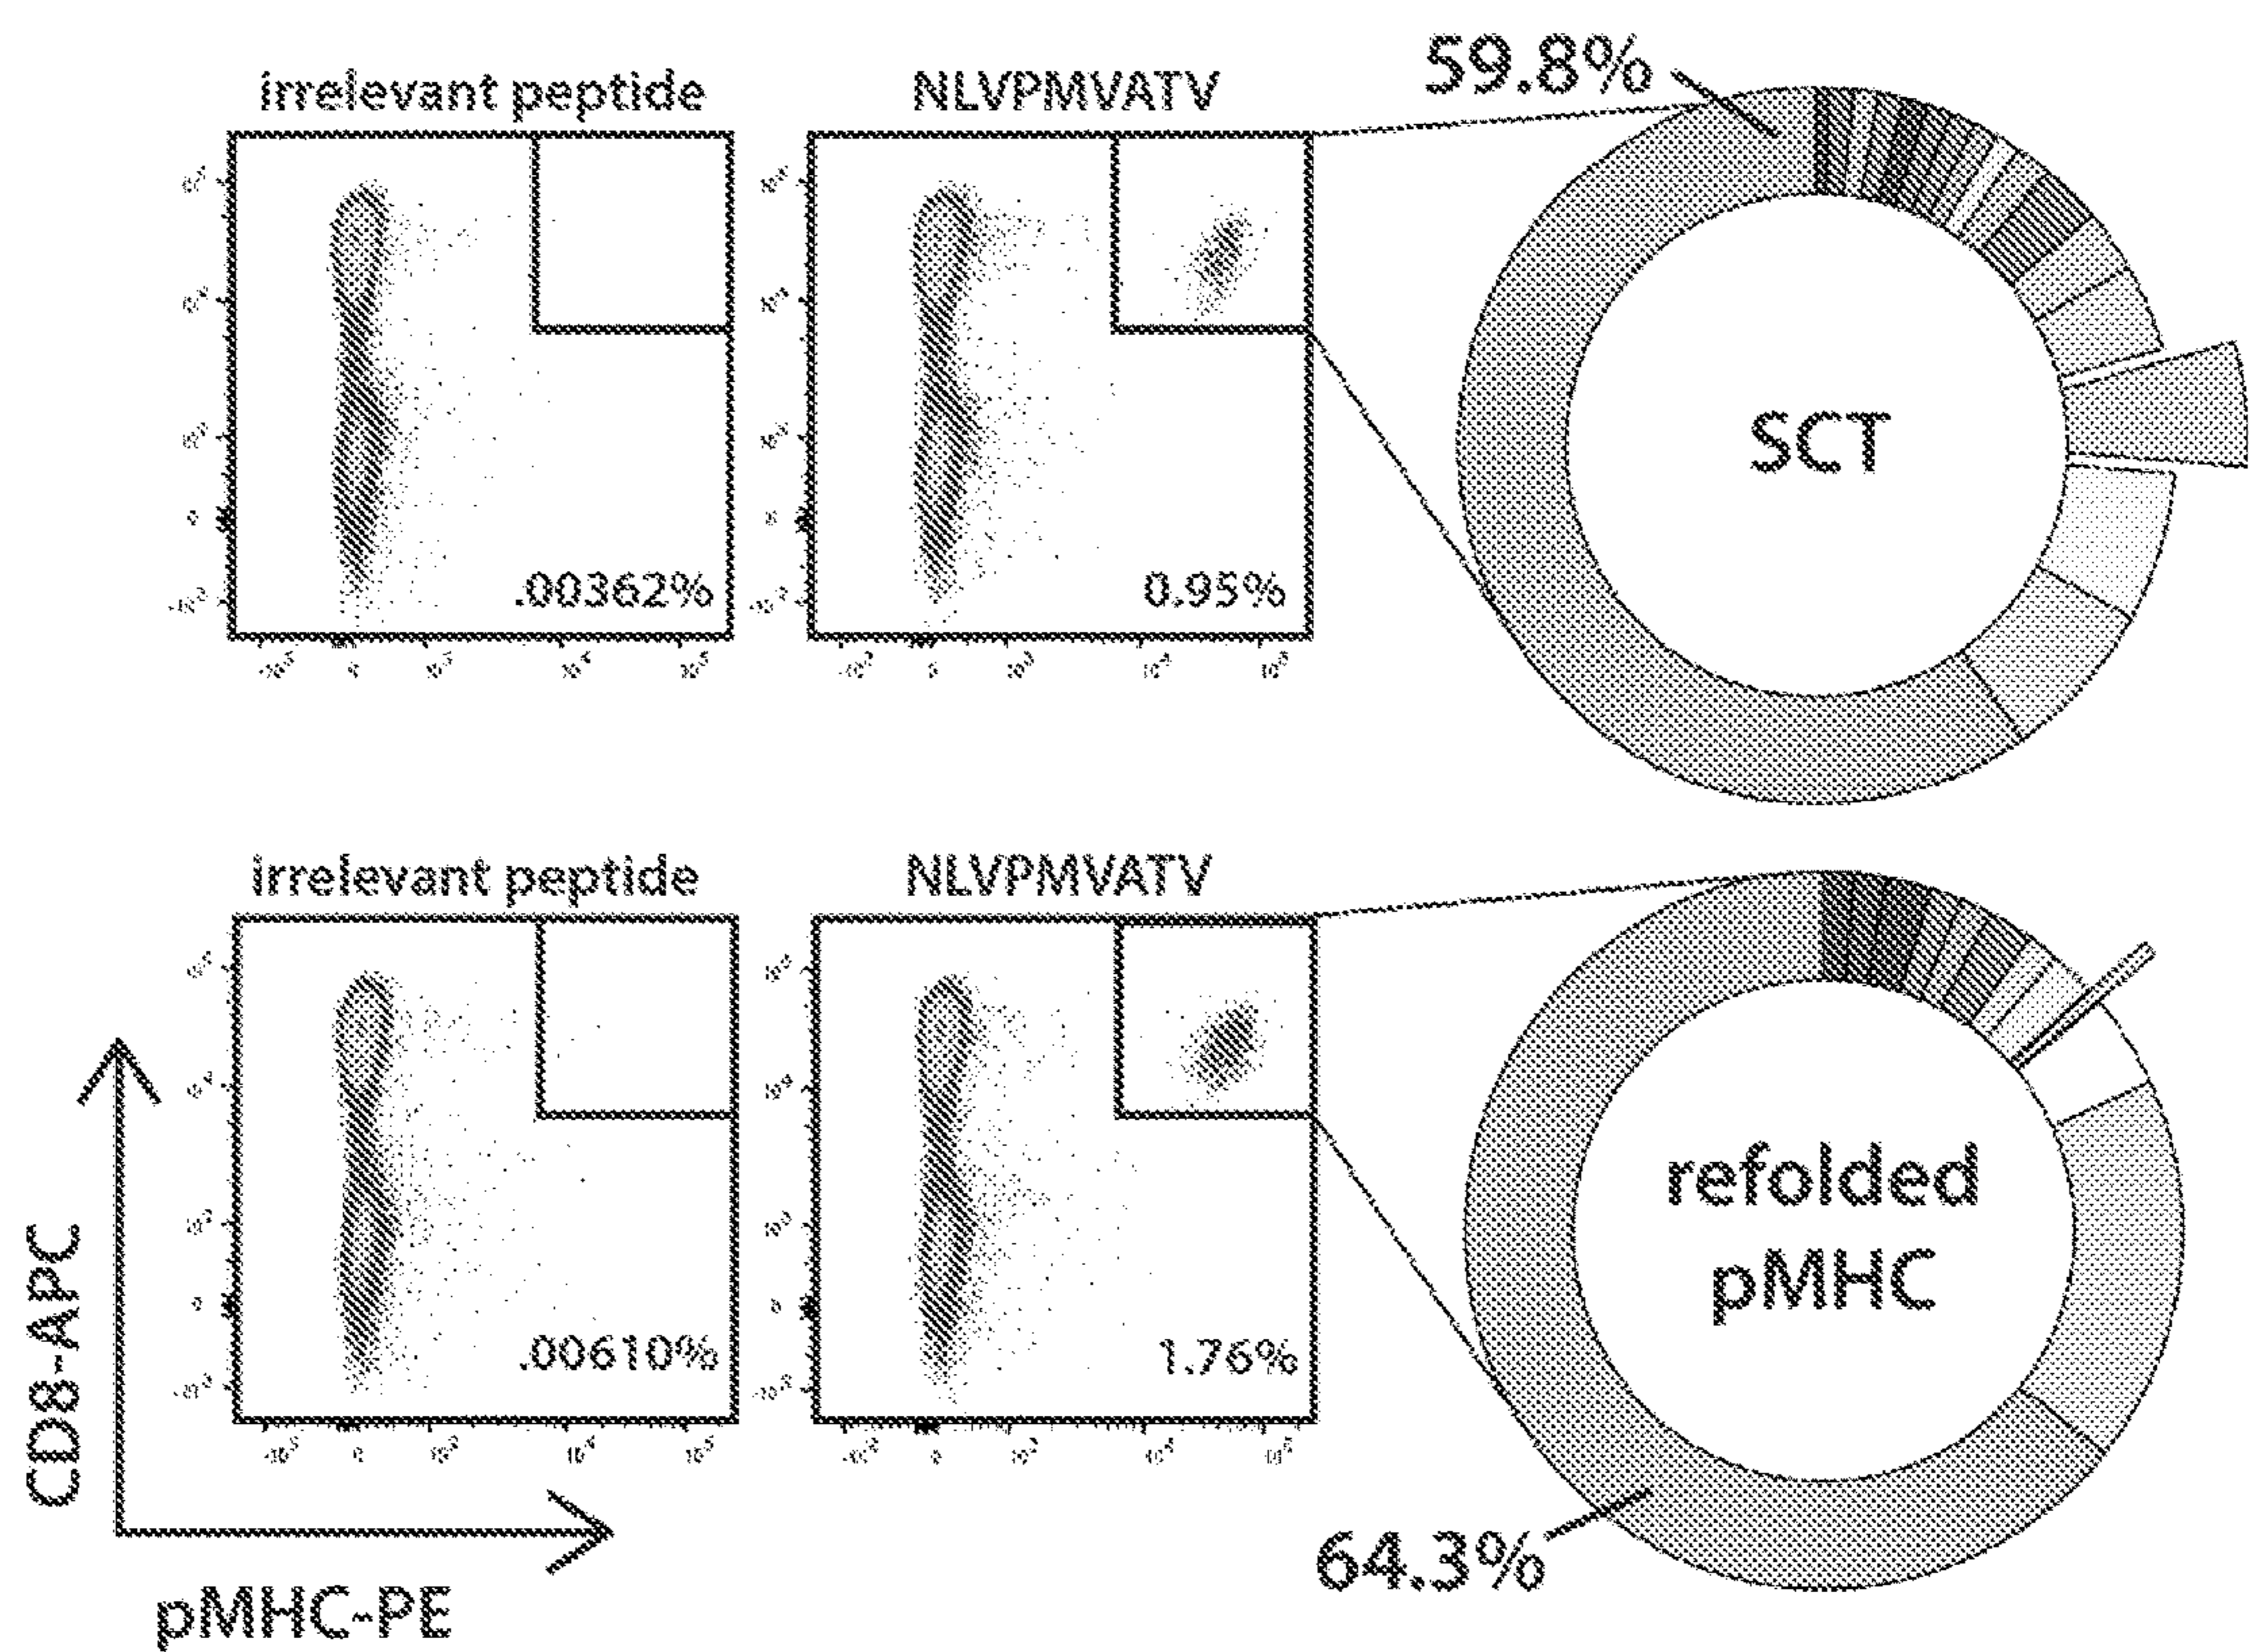 59.8%
irrelevant peptide
NLVPMVATV
SCT
.00362%
0.95%
irrelevant peptide
NLVPMVATV
refolded
pMHC
.00610%
1.76%
CD8-APC
64.3%
pMHC-PE